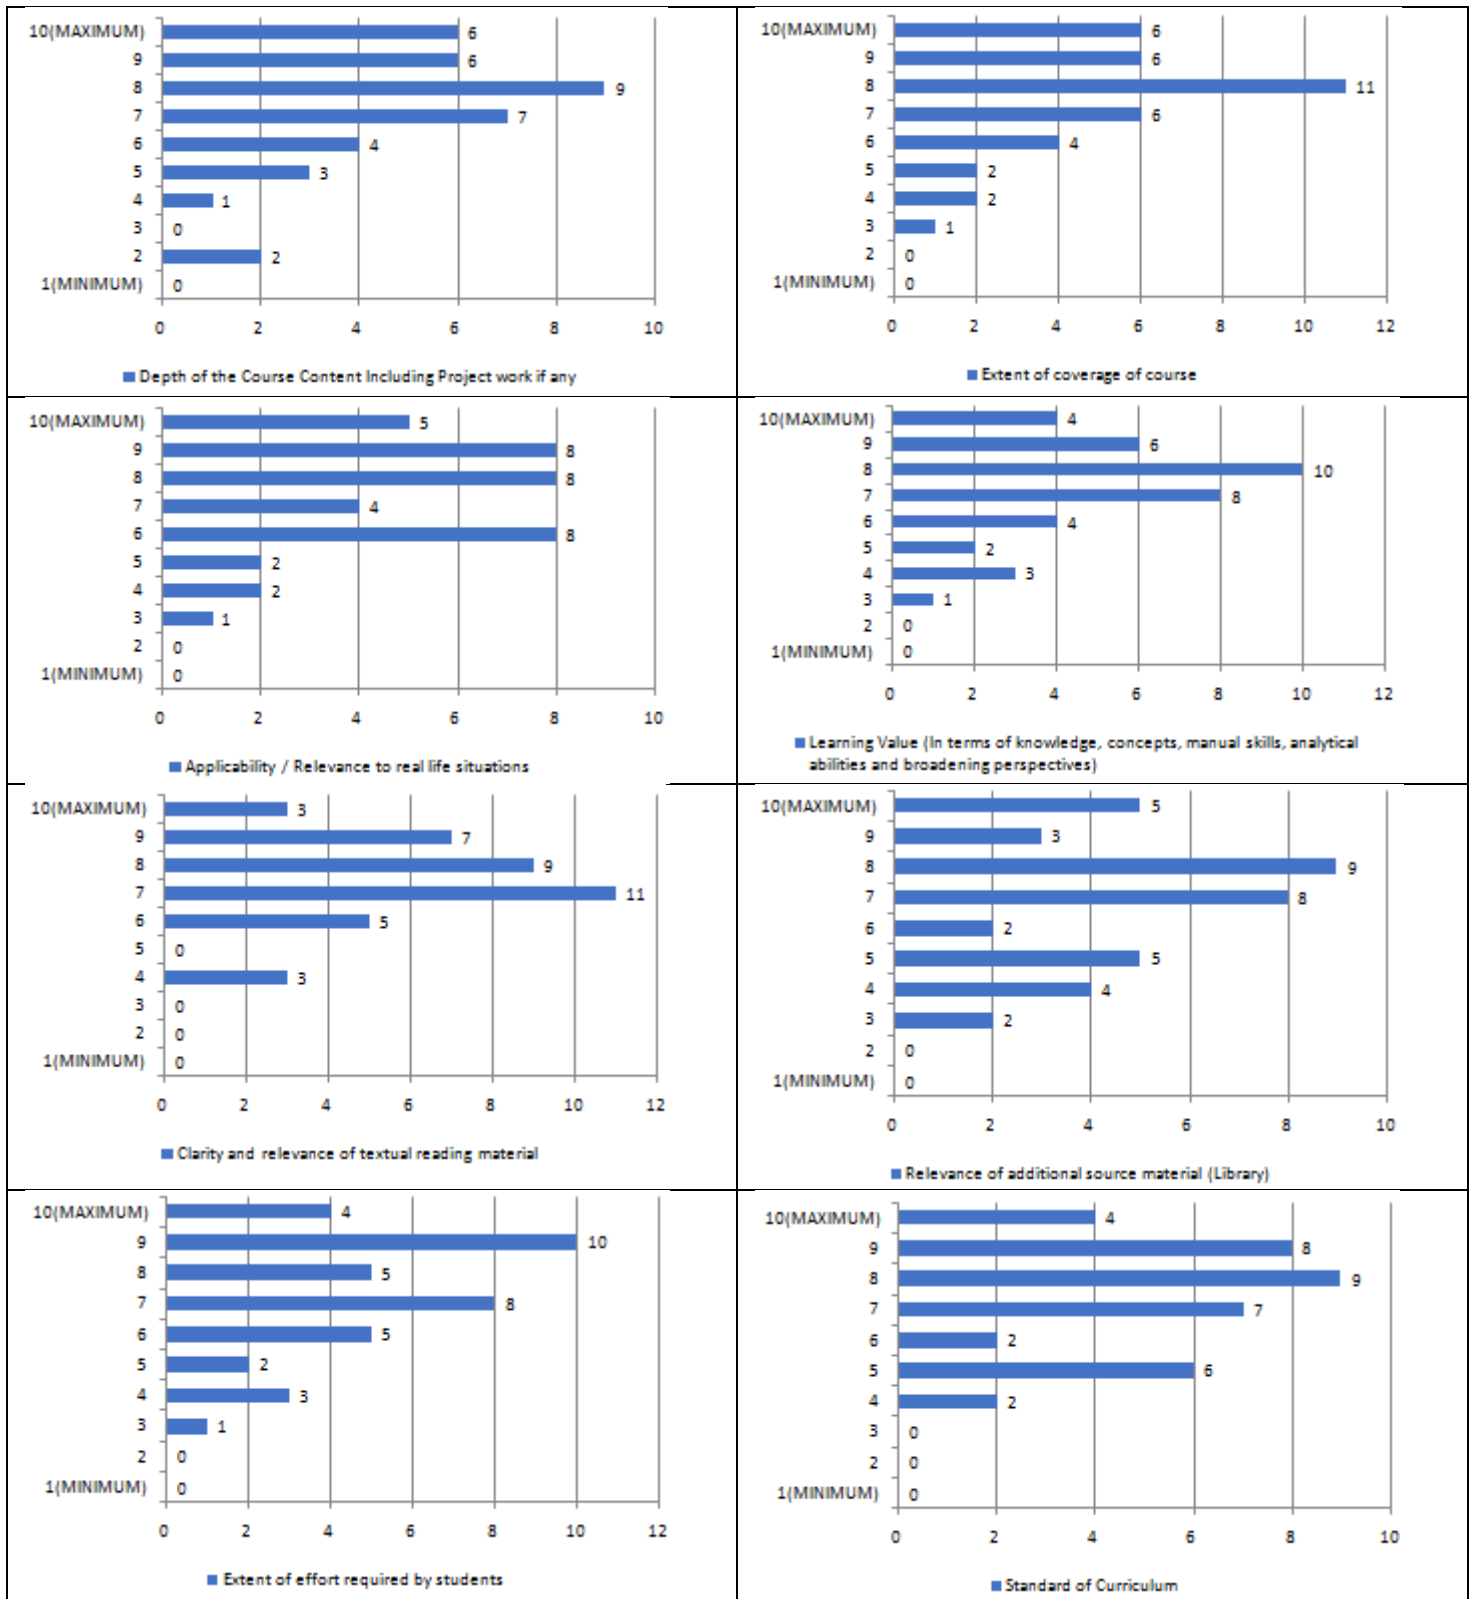 10(MAXIMUM) 6
9 6
8 9
7 7
6 4
5 3
4 1
3 0
2 2
1(MINIMUM) 0
0 2 4 6 8 10
Depth of the Course Content Including Project work if any
10(MAXIMUM) 6
9 6
8 11
7 6
6 4
5 2
4 2
3 1
2 0
1(MINIMUM) 0
0 2 4 6 8 10 12
Extent of coverage of course
10(MAXIMUM) 5
9 8
8 8
7 4
6 8
5 2
4 2
3 1
2 0
1(MINIMUM) 0
0 2 4 6 8 10
Applicability / Relevance to real life situations
10(MAXIMUM) 4
9 6
8 10
7 8
6 4
5 2
4 3
3 1
2 0
1(MINIMUM) 0
0 2 4 6 8 10 12
Learning Value (In terms of knowledge, concepts, manual skills, analytical
abilities and broadening perspectives)
10(MAXIMUM) 3
9 7
8 9
7 11
6 5
5 0
4 3
3 0
2 0
1(MINIMUM) 0
0 2 4 6 8 10 12
Clarity and relevance of textual reading material
10(MAXIMUM) 5
9 3
8 9
7 8
6 2
5 5
4 4
3 2
2 0
1(MINIMUM) 0
0 2 4 6 8 10
Relevance of additional source material (Library)
10(MAXIMUM) 4
9 10
8 5
7 8
6 5
5 2
4 3
3 1
2 0
1(MINIMUM) 0
0 2 4 6 8 10 12
Extent of effort required by students
10(MAXIMUM) 4
9 8
8 9
7 7
6 2
5 6
4 2
3 0
2 0
1(MINIMUM) 0
0 2 4 6 8 10
Standard of Curriculum